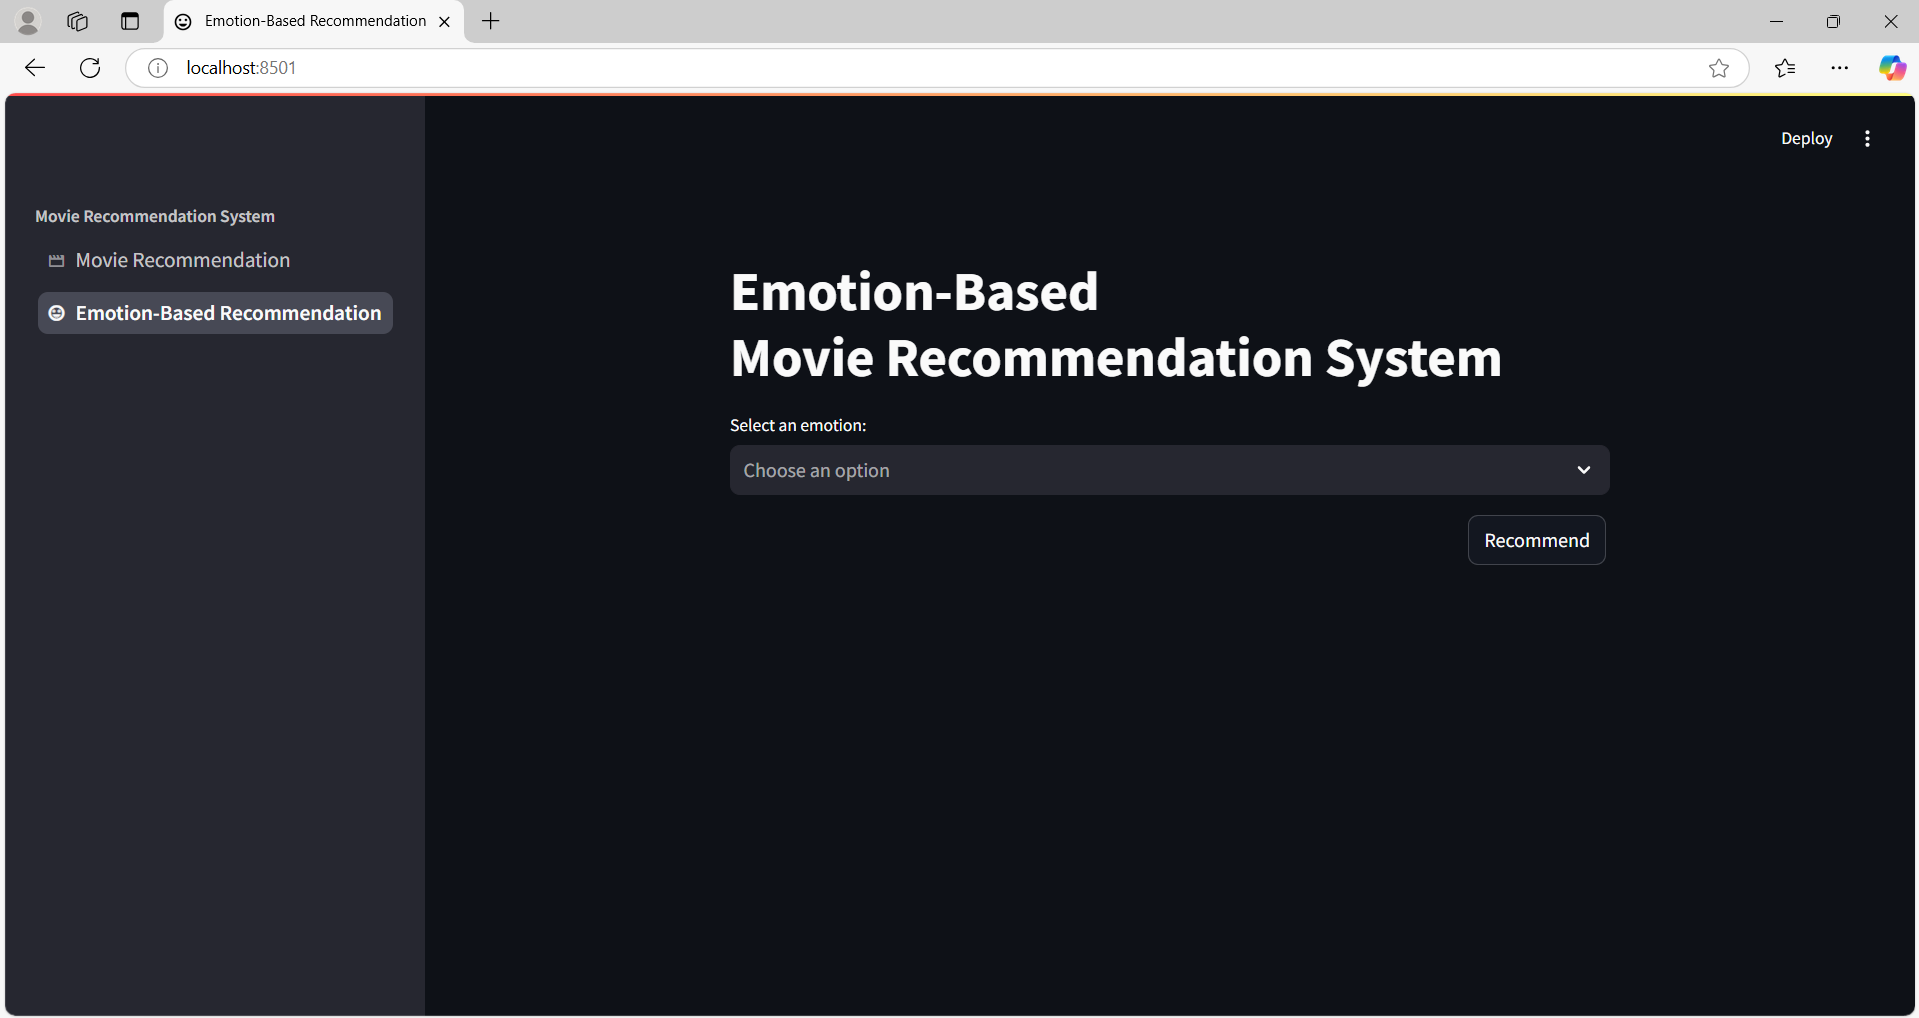 Emotion-Based Recommendation
localhost:8501
Deploy
Movie Recommendation System
Movie Recommendation
Emotion-Based Recommendation
Emotion-Based
Movie Recommendation System
Select an emotion:
Choose an option
Recommend